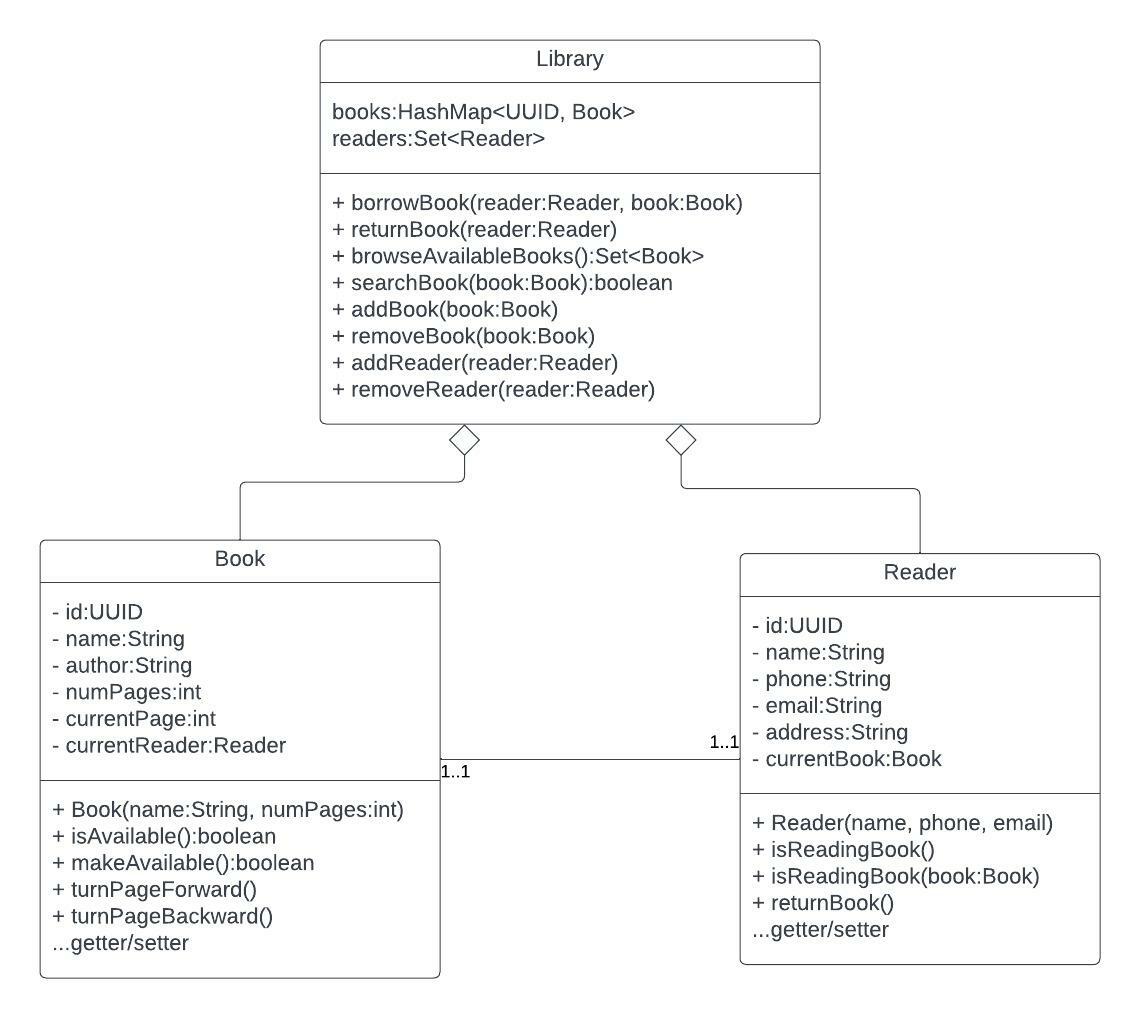 Library
books:HashMap<UUID, Book>
readers:Set<Reader>
+ borrowBook(reader:Reader, book:Book)
+ returnBook(reader:Reader)
+ browseAvailableBooks():Set<Book>
+ searchBook(book:Book):boolean
+ addBook(book:Book)
+ removeBook(book:Book)
+ addReader(reader:Reader)
+ removeReader(reader:Reader)
Book
- id:UUID
- name:String
- author:String
- numPages:int
- currentPage:int
- currentReader:Reader
+ Book(name:String, numPages:int)
+ isAvailable():boolean
+ makeAvailable():boolean
+ turnPageForward()
+ turnPageBackward()
...getter/setter
1..1
1..1
Reader
- id:UUID
- name:String
- phone:String
- email:String
- address:String
- currentBook:Book
+ Reader(name, phone, email)
+ isReadingBook()
+ isReadingBook(book:Book)
+ returnBook()
...getter/setter